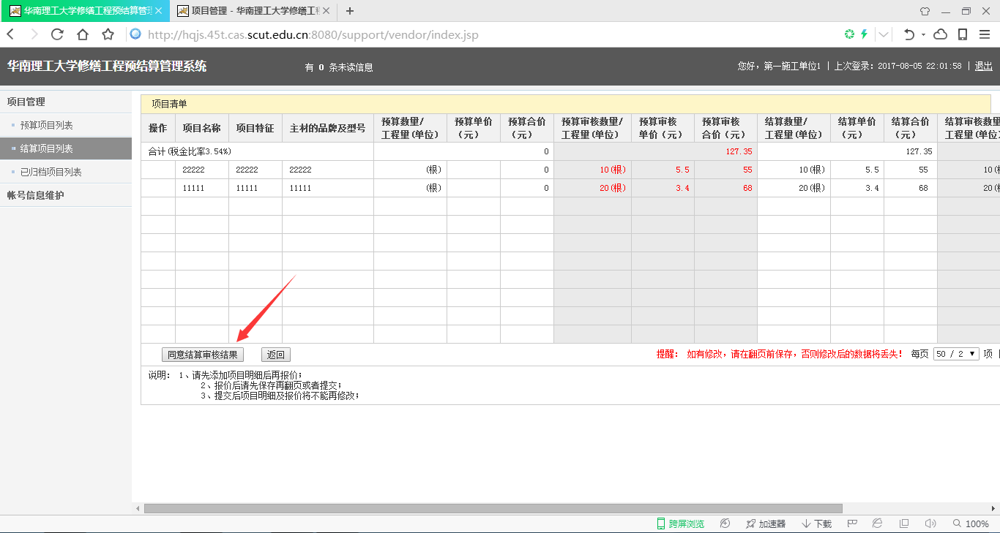 华南理工大学修缮工程预结算管理
项目管理 - 华南理工大学修缮工程
http://hqjs.45t.cas.scut.edu.cn:8080/support/vendor/index.jsp
华南理工大学修缮工程预结算管理系统
有 0 条未读信息
您好，第一施工单位1 | 上次登录：2017-08-05 22:01:58 | 退出
项目管理
预算项目列表
结算项目列表
已归档项目列表
帐号信息维护
项目清单
操作 项目名称 项目特征 主材的品牌及型号 预算数量/工程量(单位) 预算单价（元） 预算合价（元） 预算审核数量/工程量(单位) 预算审核单价（元） 预算审核合价（元） 结算数量/工程量(单位) 结算单价（元） 结算合价（元） 结算审核数量/工程量(单位
合计(税金比率3.54%) 0 127.35 127.35
22222 22222 22222 (根) 0 10(根) 5.5 55 10(根) 5.5 55 10(
11111 11111 11111 (根) 0 20(根) 3.4 68 20(根) 3.4 68 20(
同意结算审核结果 返回 提醒： 如有修改，请在翻页前保存，否则修改后的数据将丢失！ 每页 50 / 2 项
说明： 1、请先添加项目明细后再报价；
2、报价后请先保存再翻页或者提交；
3、提交后项目明细及报价将不能再修改；
跨屏浏览 加速器 下载 100%